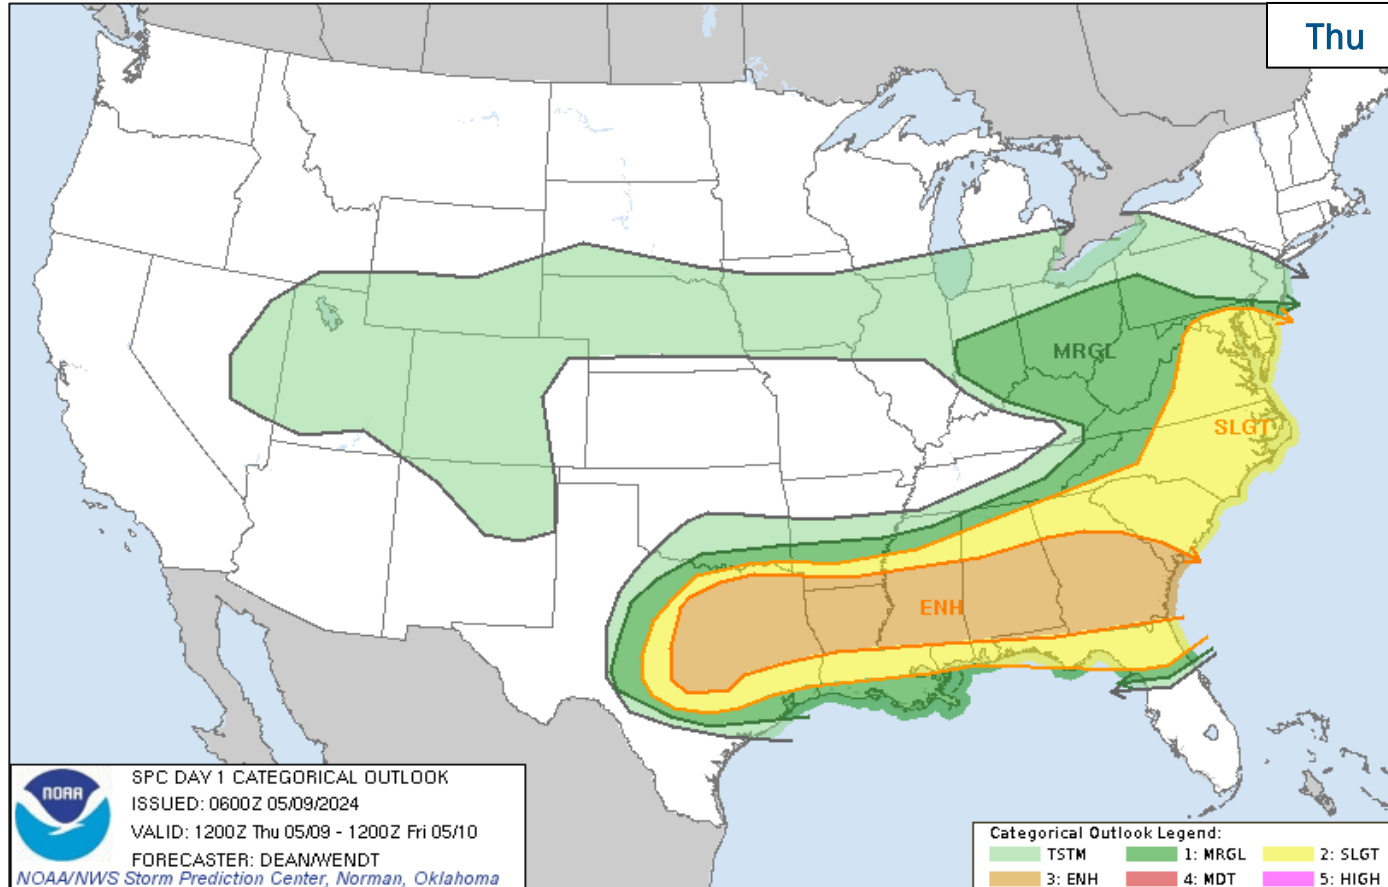 Thu
MRGL
SLGT
ENH
NOAA
SPC DAY 1 CATEGORICAL OUTLOOK
ISSUED: 0600Z 05/09/2024
VALID: 1200Z Thu 05/09 - 1200Z Fri 05/10
FORECASTER: DEAN/WENDT
NOAA/NWS Storm Prediction Center, Norman, Oklahoma
Categorical Outlook Legend:
TSTM 1: MRGL 2: SLGT
3: ENH 4: MDT 5: HIGH